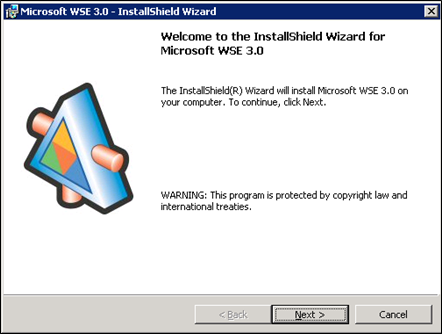 Microsoft WSE 3.0 - InstallShield Wizard
Welcome to the InstallShield Wizard for
Microsoft WSE 3.0
The InstallShield(R) Wizard will install Microsoft WSE 3.0 on
your computer. To continue, click Next.
WARNING: This program is protected by copyright law and
international treaties.
< Back Next > Cancel